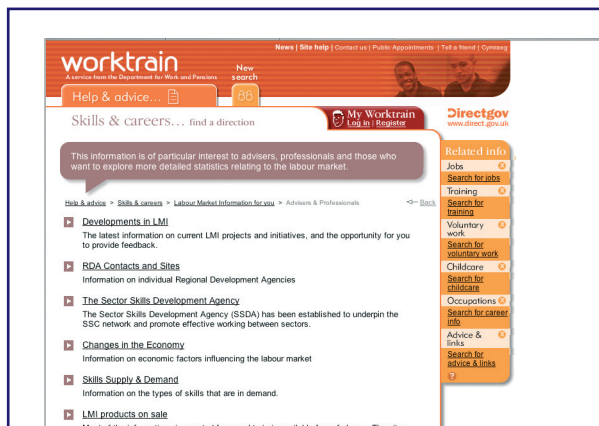 News | Site help | Contact us | Public Appointments | Tell a friend | Cymraeg
worktrain
A service from the Department for Work and Pensions
New
search
Help & advice...
Skills & careers... find a direction
My Worktrain
Log in | Register
Directgov
www.direct.gov.uk
This information is of particular interest to advisers, professionals and those who
want to explore more detailed statistics relating to the labour market.
Help & advice > Skills & careers > Labour Market Information for you > Advisers & Professionals
Back
Developments in LMI
The latest information on current LMI projects and initiatives, and the opportunity for you
to provide feedback.
RDA Contacts and Sites
Information on individual Regional Development Agencies
The Sector Skills Development Agency
The Sector Skills Development Agency (SSDA) has been established to underpin the
SSC network and promote effective working between sectors.
Changes in the Economy
Information on economic factors influencing the labour market
Skills Supply & Demand
Information on the types of skills that are in demand.
LMI products on sale
Related info
Jobs
Search for jobs
Training
Search for
training
Voluntary
work
Search for
voluntary work
Childcare
Search for
childcare
Occupations
Search for career
info
Advice &
links
Search for
advice & links
?